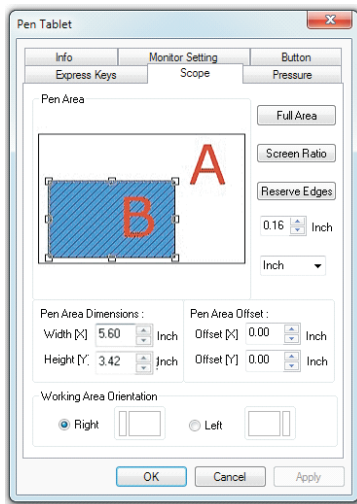 Pen Tablet
Info Monitor Setting Button
Express Keys Scope Pressure
Pen Area
A
B
Full Area
Screen Ratio
Reserve Edges
0.16 Inch
Inch
Pen Area Dimensions :
Width [X] 5.60 Inch
Height [Y] 3.42 Inch
Pen Area Offset :
Offset [X] 0.00 Inch
Offset [Y] 0.00 Inch
Working Area Orientation
Right Left
OK Cancel Apply